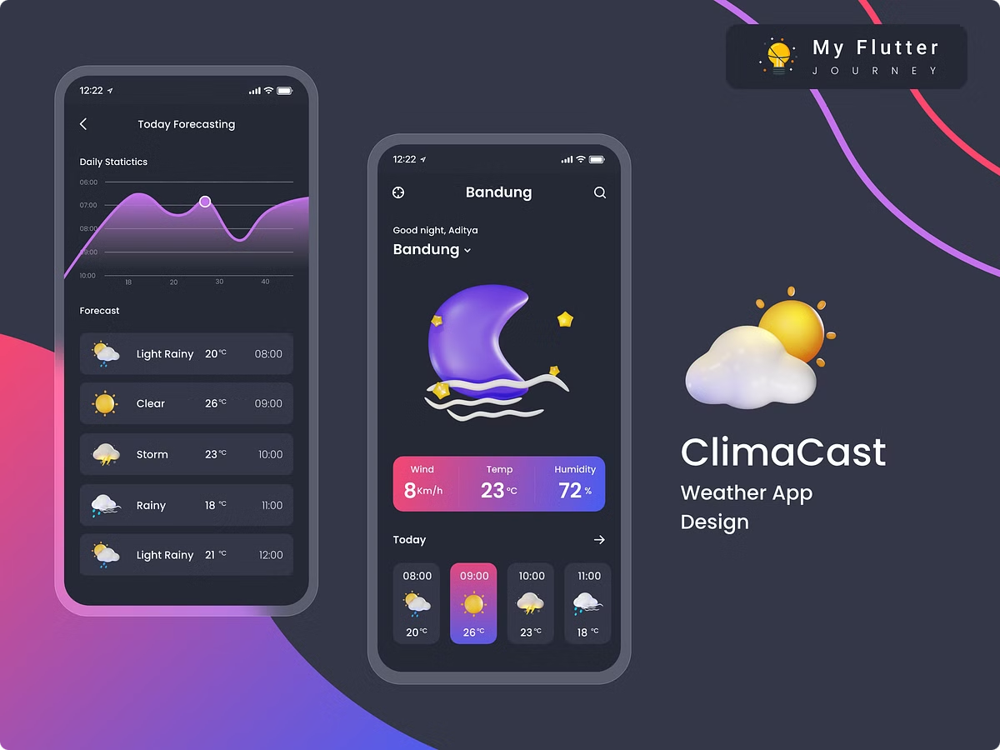 My Flutter
JOURNEY
12:22
Today Forecasting
Daily Statictics
06:00
07:00
08:00
09:00
10:00
18 20 30 40
Forecast
Light Rainy 20 °C 08:00
Clear 26 °C 09:00
Storm 23 °C 10:00
Rainy 18 °C 11:00
Light Rainy 21 °C 12:00
12:22
Bandung
Good night, Aditya
Bandung
Wind Temp Humidity
8 Km/h 23 °C 72 %
Today
08:00 09:00 10:00 11:00
20 °C 26 °C 23 °C 18 °C
ClimaCast
Weather App
Design